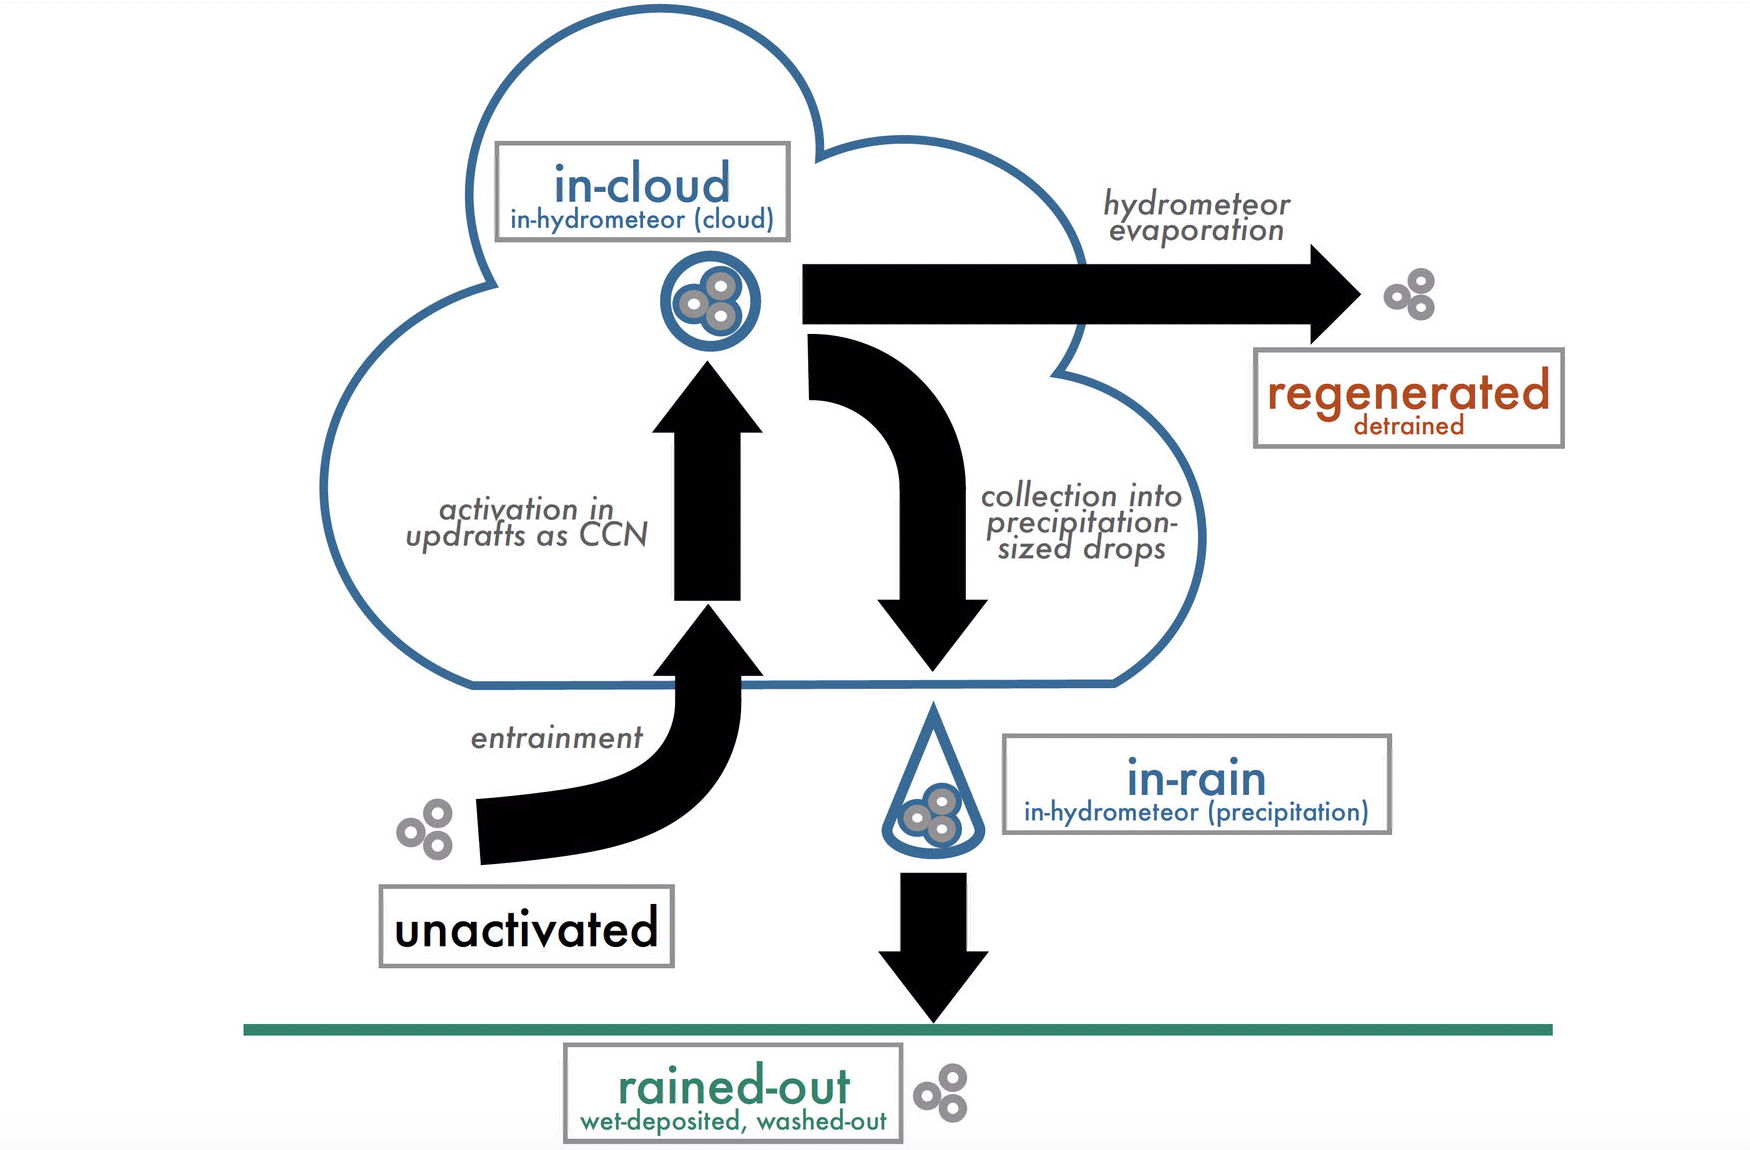 in-cloud
in-hydrometeor (cloud)
hydrometeor
evaporation
regenerated
detrained
activation in
updrafts as CCN
collection into
precipitation-
sized drops
entrainment
in-rain
in-hydrometeor (precipitation)
unactivated
rained-out
wet-deposited, washed-out